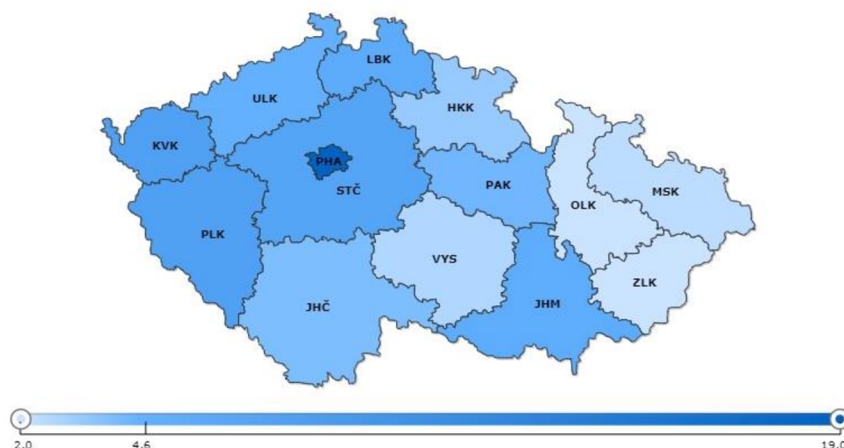 LBK
ULK
HKK
KVK
PHA
STČ
PAK
MSK
OLK
PLK
VYS
ZLK
JHČ
JHM
2.0 4.6 19.0